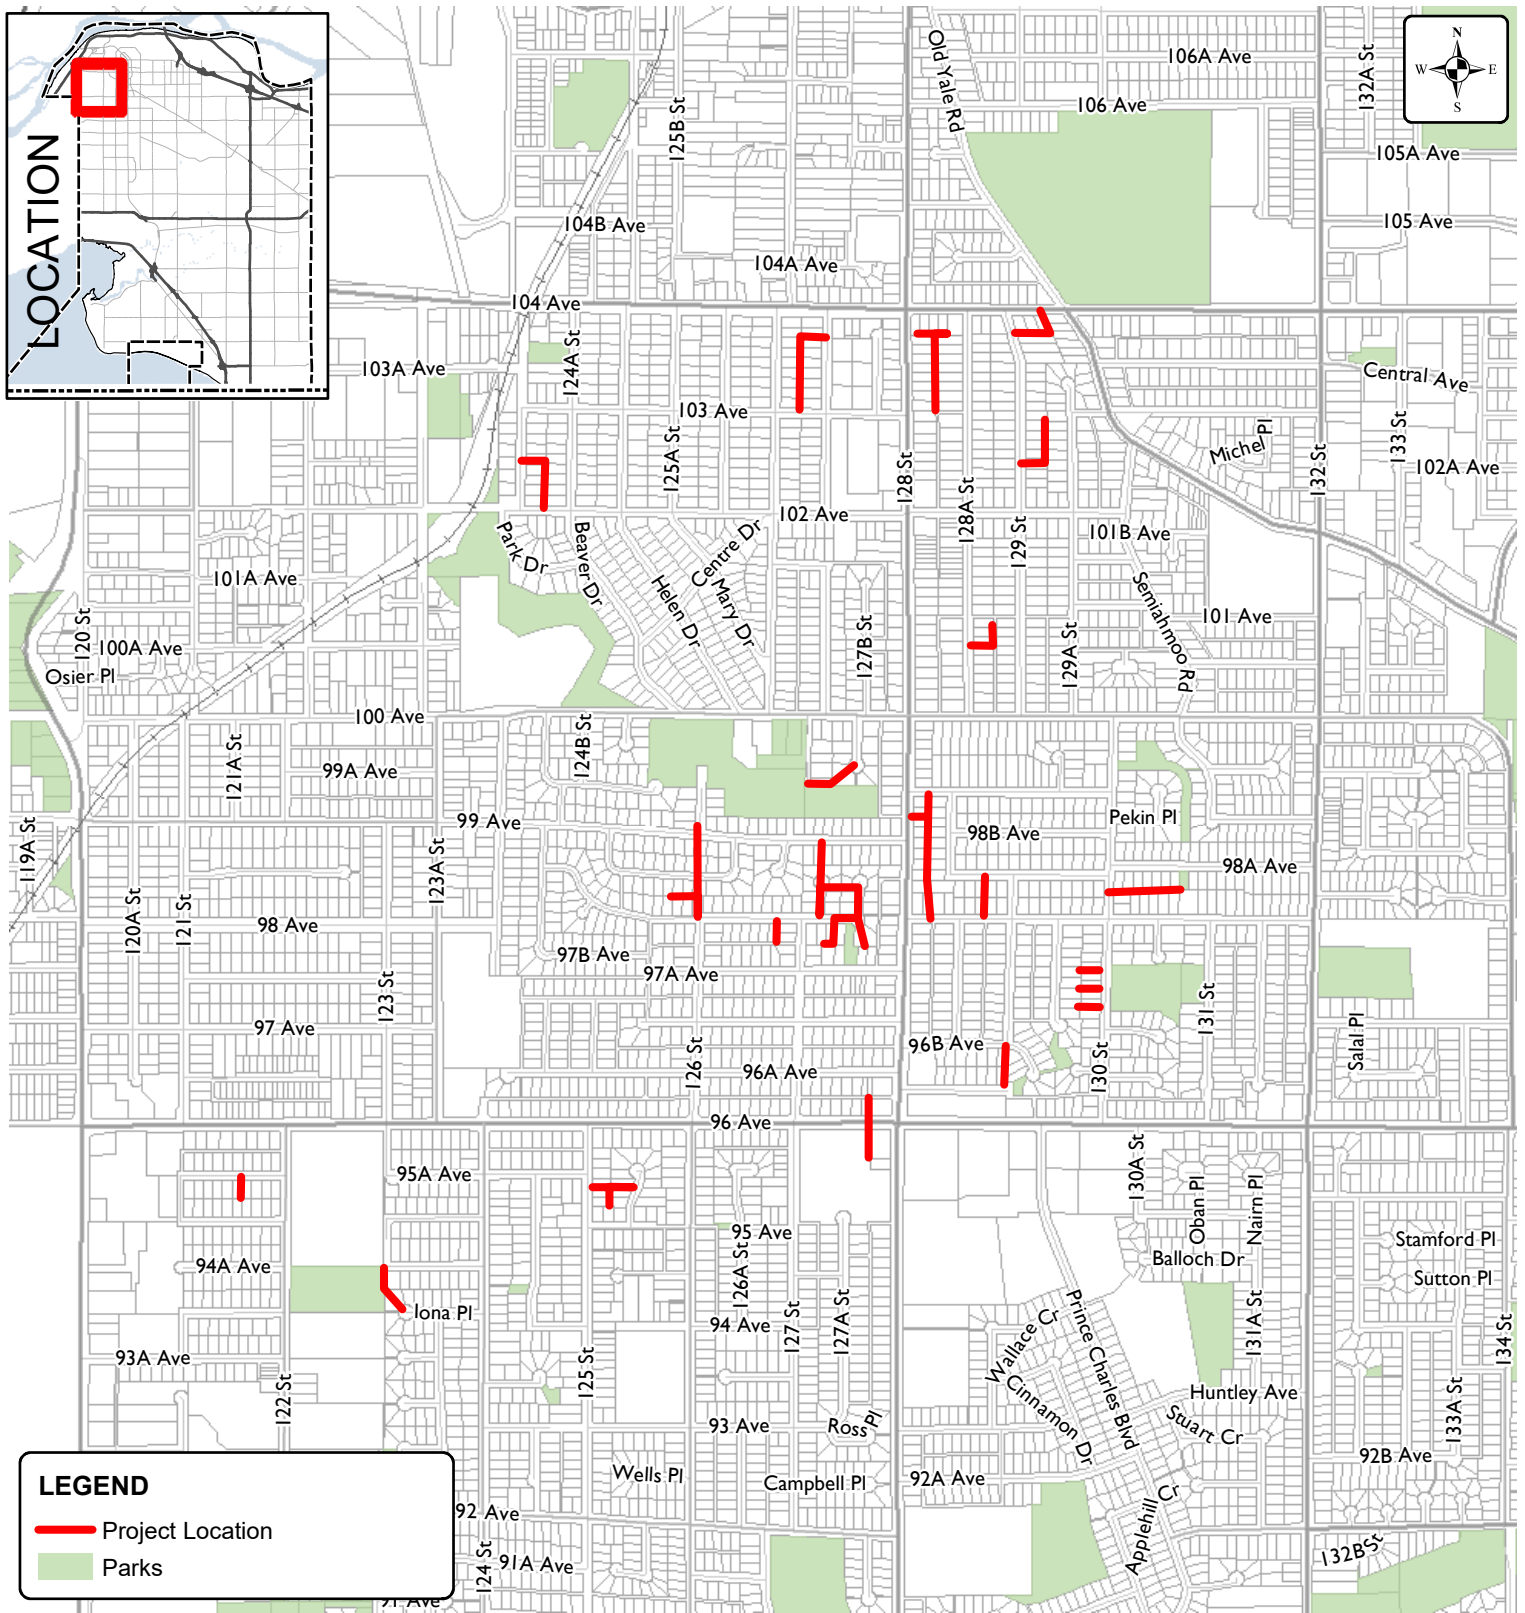 LOCATION
N
W
E
S
Old Yale Rd
106A Ave
132A St
106 Ave
125B St
105A Ave
105 Ave
104B Ave
104A Ave
104 Ave
124A St
103A Ave
Central Ave
103 Ave
133 St
Michel Pl
125A St
128 St
132 St
102A Ave
128A St
102 Ave
129 St
101B Ave
Park Dr
Beaver Dr
Centre Dr
Helen Dr
Mary Dr
101A Ave
Semiahmoo Rd
101 Ave
120 St
100A Ave
127B St
129A St
Osier Pl
100 Ave
124B St
121A St
99A Ave
99 Ave
Pekin Pl
98B Ave
119A St
123A St
98A Ave
120A St
121 St
98 Ave
97B Ave
97A Ave
123 St
131 St
97 Ave
Salal Pl
126 St
96B Ave
96A Ave
130 St
96 Ave
95A Ave
130A St
Oban Pl
Nairn Pl
95 Ave
Stamford Pl
Balloch Dr
94A Ave
126A St
Sutton Pl
Iona Pl
127 St
127A St
94 Ave
Wallace Cr
Prince Charles Blvd
131A St
134 St
93A Ave
125 St
122 St
Cinnamon Dr
Huntley Ave
133A St
93 Ave
Ross Pl
Stuart Cr
92B Ave
Wells Pl
Campbell Pl
92A Ave
LEGEND
Project Location
Parks
92 Ave
Applehill Cr
132B St
124 St
91A Ave
91 Ave